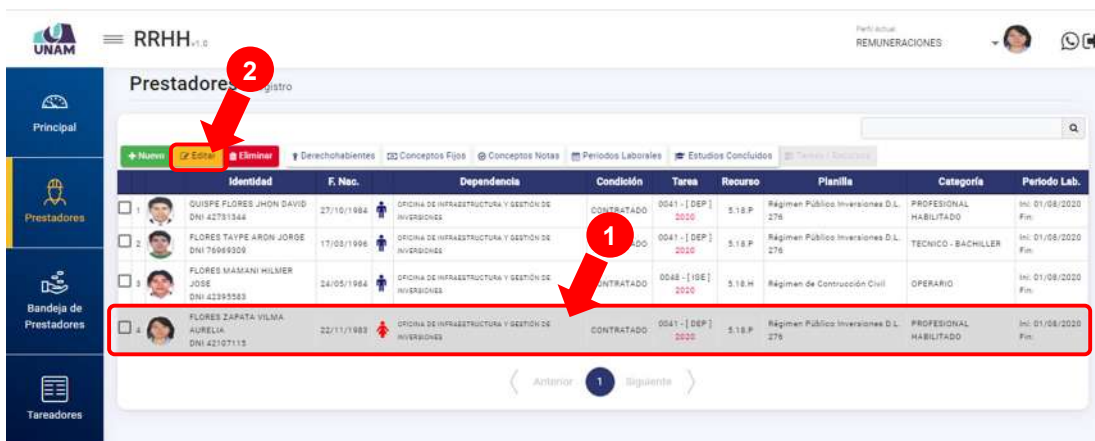 UNAM
RRHH v1.0
Perfil Actual:
REMUNERACIONES
2
Prestadores
Principal
+ Nuevo Editar Eliminar Derechohabientes Conceptos Fijos Conceptos Notas Periodos Laborales Estudios Concluidos
Identidad F. Nac. Dependencia Condición Tarea Recurso Planilla Categoría Periodo Lab.
1 QUISPE FLORES JHON DAVID
DNI 42731344
27/10/1984
OFICINA DE INFRAESTRUCTURA Y GESTIÓN DE
INVERSIONES
CONTRATADO
0041 - [ DEP ]
2020
5.18.P
Régimen Público Inversiones D.L.
276
PROFESIONAL
HABILITADO
Ini: 01/08/2020
Fin:
Prestadores
2 FLORES TAYPE ARON JORGE
DNI 76969309
17/03/1996
OFICINA DE INFRAESTRUCTURA Y GESTIÓN DE
INVERSIONES
1
0041 - [ DEP ]
2020
5.18.P
Régimen Público Inversiones D.L.
276
TECNICO - BACHILLER
Ini: 01/08/2020
Fin:
3 FLORES MAMANI HILMER
JOSE
DNI 42395583
24/05/1984
OFICINA DE INFRAESTRUCTURA Y GESTIÓN DE
INVERSIONES
CONTRATADO
0048 - [ ISE ]
2020
5.18.H
Régimen de Contrucción Civil
OPERARIO
Ini: 01/08/2020
Fin:
Bandeja de
Prestadores
4 FLORES ZAPATA VILMA
AURELIA
DNI 42107115
22/11/1983
OFICINA DE INFRAESTRUCTURA Y GESTIÓN DE
INVERSIONES
CONTRATADO
0041 - [ DEP ]
2020
5.18.P
Régimen Público Inversiones D.L.
276
PROFESIONAL
HABILITADO
Ini: 01/08/2020
Fin:
Anterior 1 Siguiente
Tareadores